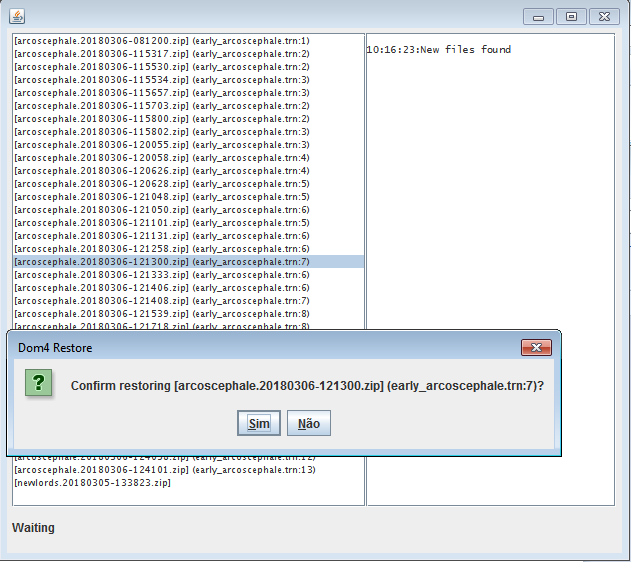 [arcoscephale.20180306-081200.zip] (early_arcoscephale.trn:1)
[arcoscephale.20180306-115317.zip] (early_arcoscephale.trn:2)
[arcoscephale.20180306-115530.zip] (early_arcoscephale.trn:2)
[arcoscephale.20180306-115534.zip] (early_arcoscephale.trn:3)
[arcoscephale.20180306-115657.zip] (early_arcoscephale.trn:3)
[arcoscephale.20180306-115703.zip] (early_arcoscephale.trn:2)
[arcoscephale.20180306-115800.zip] (early_arcoscephale.trn:2)
[arcoscephale.20180306-115802.zip] (early_arcoscephale.trn:3)
[arcoscephale.20180306-120055.zip] (early_arcoscephale.trn:3)
[arcoscephale.20180306-120058.zip] (early_arcoscephale.trn:4)
[arcoscephale.20180306-120626.zip] (early_arcoscephale.trn:4)
[arcoscephale.20180306-120628.zip] (early_arcoscephale.trn:5)
[arcoscephale.20180306-121048.zip] (early_arcoscephale.trn:5)
[arcoscephale.20180306-121050.zip] (early_arcoscephale.trn:6)
[arcoscephale.20180306-121101.zip] (early_arcoscephale.trn:5)
[arcoscephale.20180306-121131.zip] (early_arcoscephale.trn:6)
[arcoscephale.20180306-121258.zip] (early_arcoscephale.trn:6)
[arcoscephale.20180306-121300.zip] (early_arcoscephale.trn:7)
[arcoscephale.20180306-121333.zip] (early_arcoscephale.trn:6)
[arcoscephale.20180306-121406.zip] (early_arcoscephale.trn:6)
[arcoscephale.20180306-121408.zip] (early_arcoscephale.trn:7)
[arcoscephale.20180306-121539.zip] (early_arcoscephale.trn:8)
[arcoscephale.20180306-121718.zip] (early_arcoscephale.trn:8)
10:16:23:New files found
Dom4 Restore
Confirm restoring [arcoscephale.20180306-121300.zip] (early_arcoscephale.trn:7)?
Sim
Não
[arcoscephale.20180306-124101.zip] (early_arcoscephale.trn:13)
[newlords.20180305-133823.zip]
Waiting